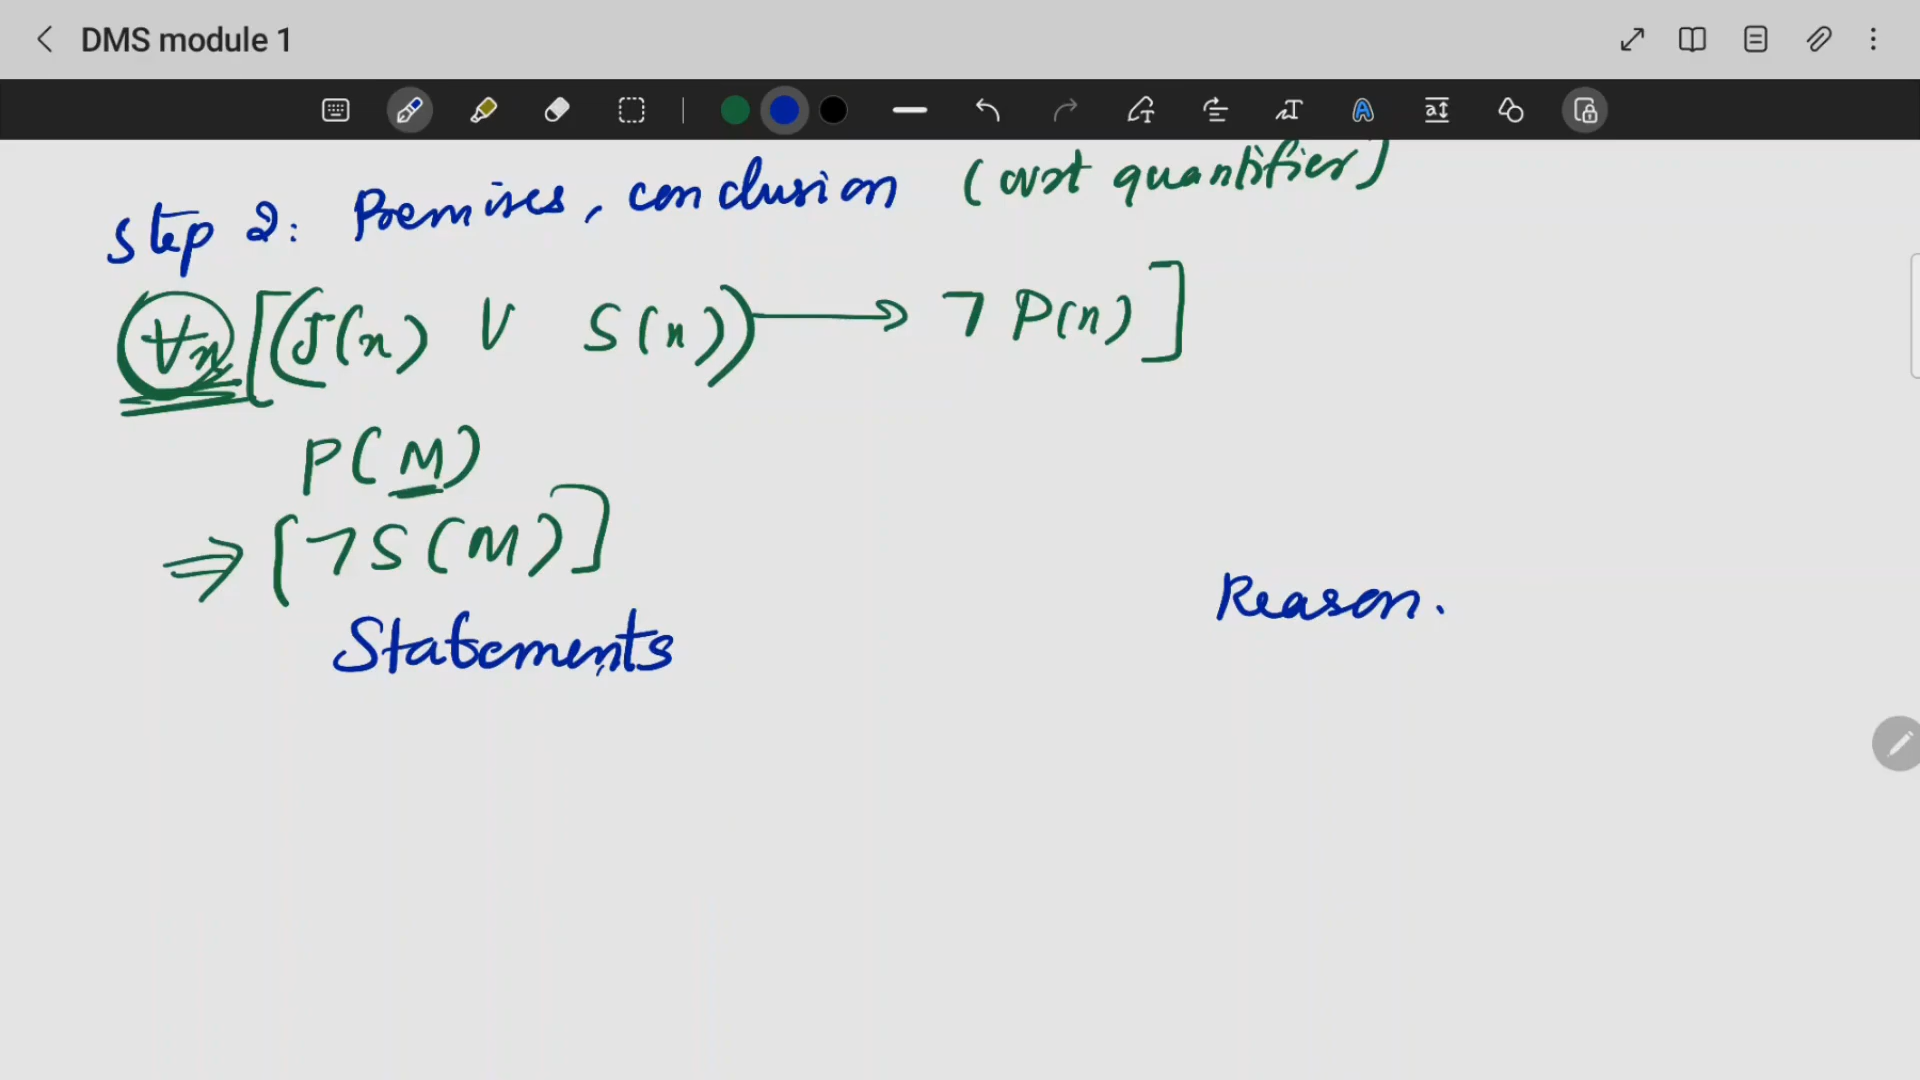 DMS module 1
Step 2: Premises, conclusion (wrt quantifier)
∀x [(J(x) ∨ S(x)) ⟶ ¬ P(x)]
P(M)
⇒ [¬S(M)]
Reason.
Statements